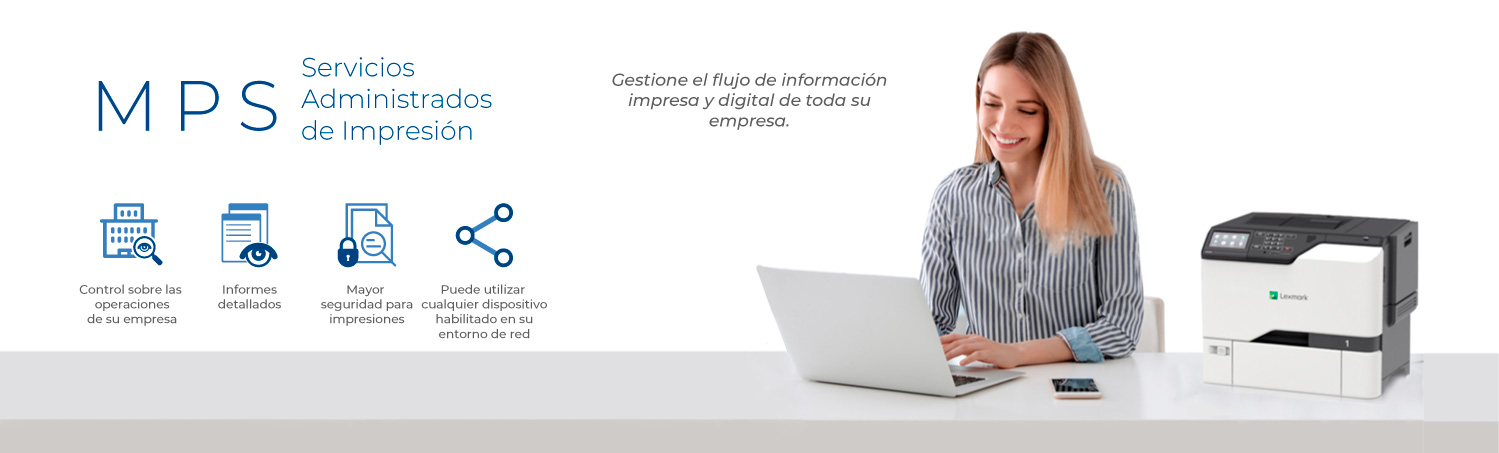 MPS
Servicios
Administrados
de Impresión
Gestione el flujo de información
impresa y digital de toda su
empresa.
Control sobre las
operaciones
de su empresa
Informes
detallados
Mayor
seguridad para
impresiones
Puede utilizar
cualquier dispositivo
habilitado en su
entorno de red
Lexmark
1